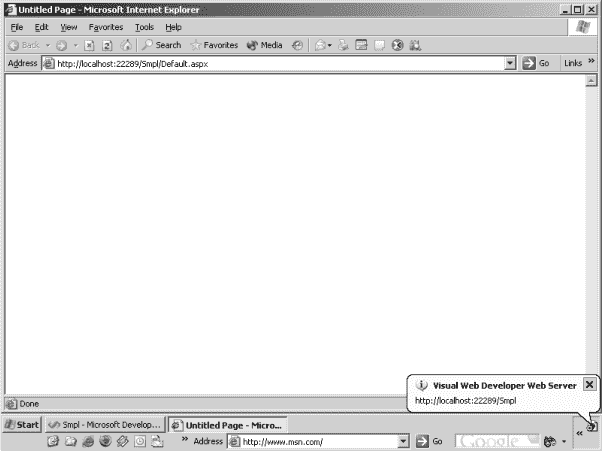 Untitled Page - Microsoft Internet Explorer
File Edit View Favorites Tools Help
Back Search Favorites Media
Address http://localhost:22289/Smpl/Default.aspx Go Links »
Visual Web Developer Web Server
http://localhost:22289/Smpl
Done
Start Smpl - Microsoft Develop... Untitled Page - Micro... «
» Address http://www.msn.com/ Go Google